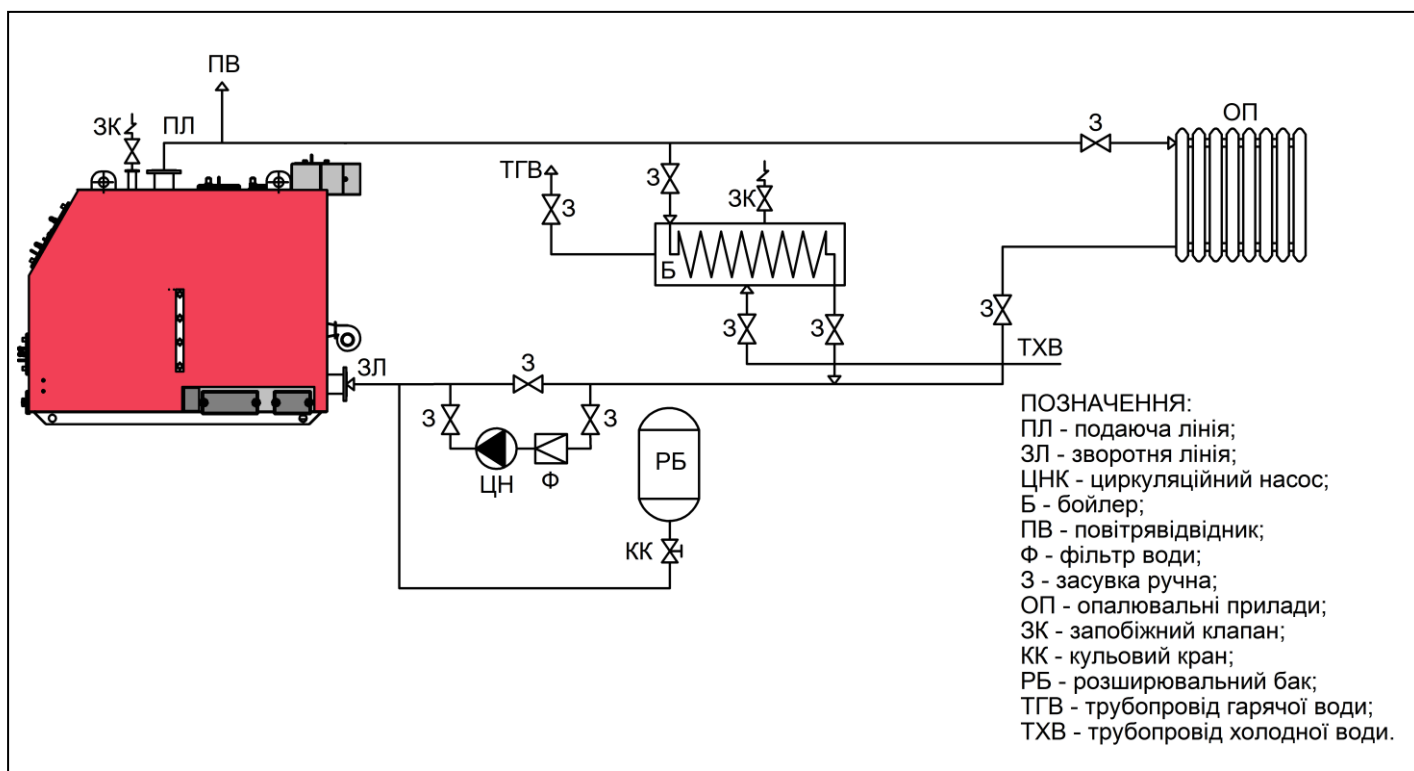 ПВ
ЗК
ПЛ
З
ОП
ТГВ
З
З
ЗК
Б
З
З
З
ТХВ
ЗЛ
З
З
З
ЦН
Ф
РБ
КК
ПОЗНАЧЕННЯ:
ПЛ - подаюча лінія;
ЗЛ - зворотня лінія;
ЦНК - циркуляційний насос;
Б - бойлер;
ПВ - повітрявідвідник;
Ф - фільтр води;
З - засувка ручна;
ОП - опалювальні прилади;
ЗК - запобіжний клапан;
КК - кульовий кран;
РБ - розширювальний бак;
ТГВ - трубопровід гарячої води;
ТХВ - трубопровід холодної води.